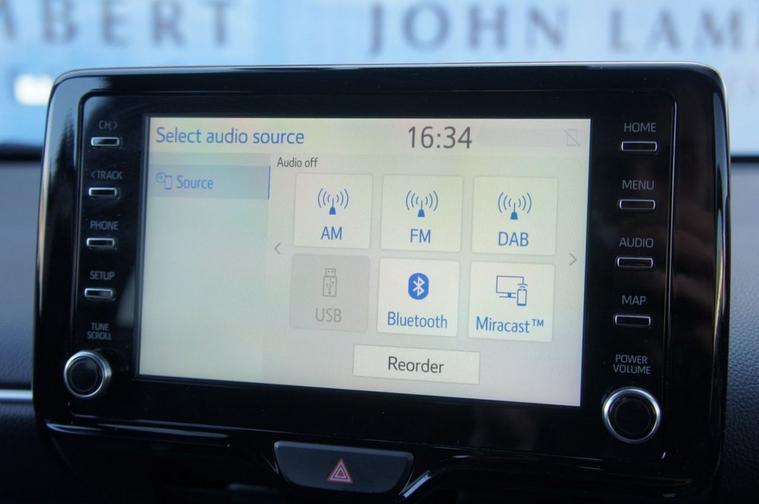 BERT
JOHN LAM
CH>
<TRACK
PHONE
SETUP
TUNE
SCROLL
Select audio source
16:34
Source
Audio off
AM
FM
DAB
USB
Bluetooth
Miracast™
Reorder
HOME
MENU
AUDIO
MAP
POWER
VOLUME